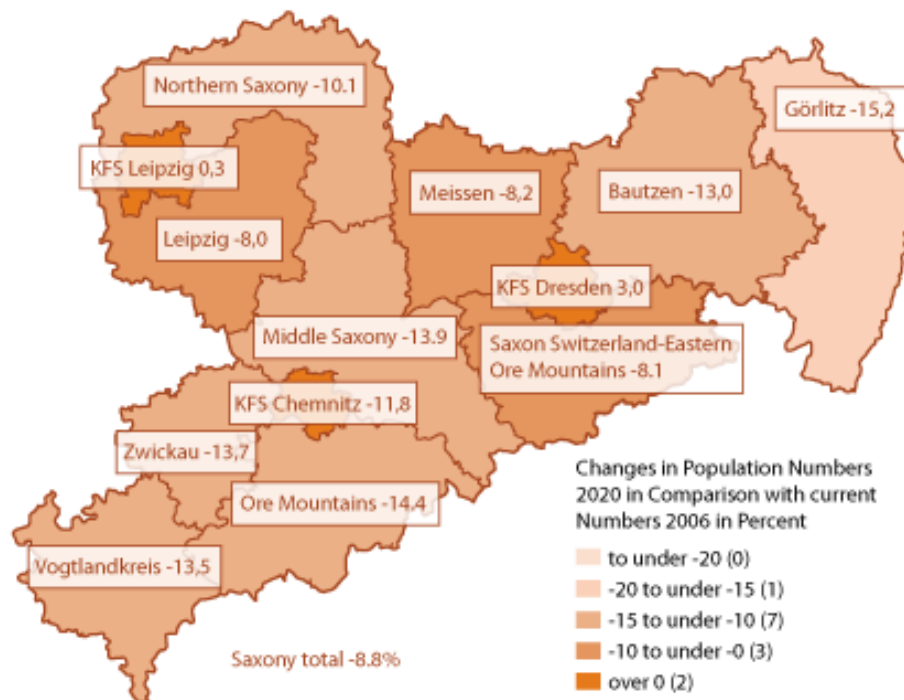 Northern Saxony -10.1
Görlitz -15,2
KFS Leipzig 0,3
Meissen -8,2
Bautzen -13,0
Leipzig -8,0
KFS Dresden 3,0
Middle Saxony -13.9
Saxon Switzerland-Eastern
Ore Mountains -8.1
KFS Chemnitz -11,8
Zwickau -13,7
Ore Mountains -14.4
Vogtlandkreis -13,5
Saxony total -8.8%
Changes in Population Numbers
2020 in Comparison with current
Numbers 2006 in Percent
to under -20 (0)
-20 to under -15 (1)
-15 to under -10 (7)
-10 to under -0 (3)
over 0 (2)